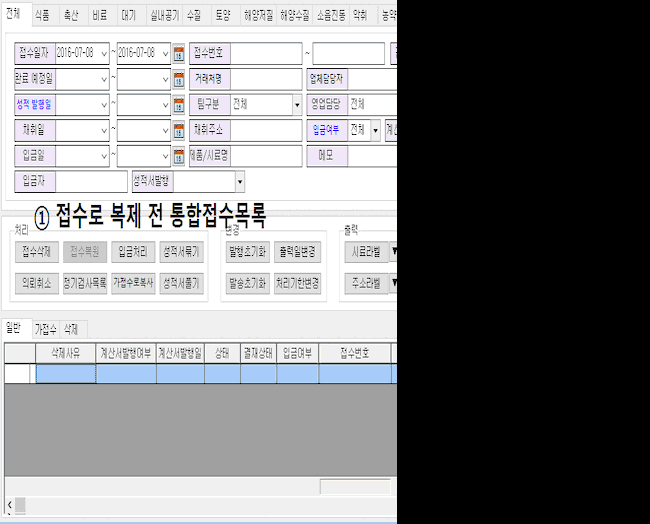 전체 식품 축산 비료 대기 실내공기 수질 토양 해양저질 해양수질 소음진동 악취 농약
접수일자 2016-07-08 ~ 2016-07-08 접수번호 ~
완료 예정일 ~ 거래처명 업체담당자
성적 발행일 ~ 팀구분 전체 영업담당 전체
채취일 ~ 채취주소 입금여부 전체 계산
입금일 ~ 제품/시료명 메모
입금자 성적서발행
① 접수로 복제 전 통합접수목록
처리 변경 출력
접수삭제 접수복원 입금처리 성적서묶기 발행초기화 출력일변경 시료라벨
의뢰취소 정기검사목록 가접수로복사 성적서풀기 발송초기화 처리기한변경 주소라벨
일반 가접수 삭제
삭제사유 계산서발행여부 계산서발행일 상태 결재상태 입금여부 접수번호